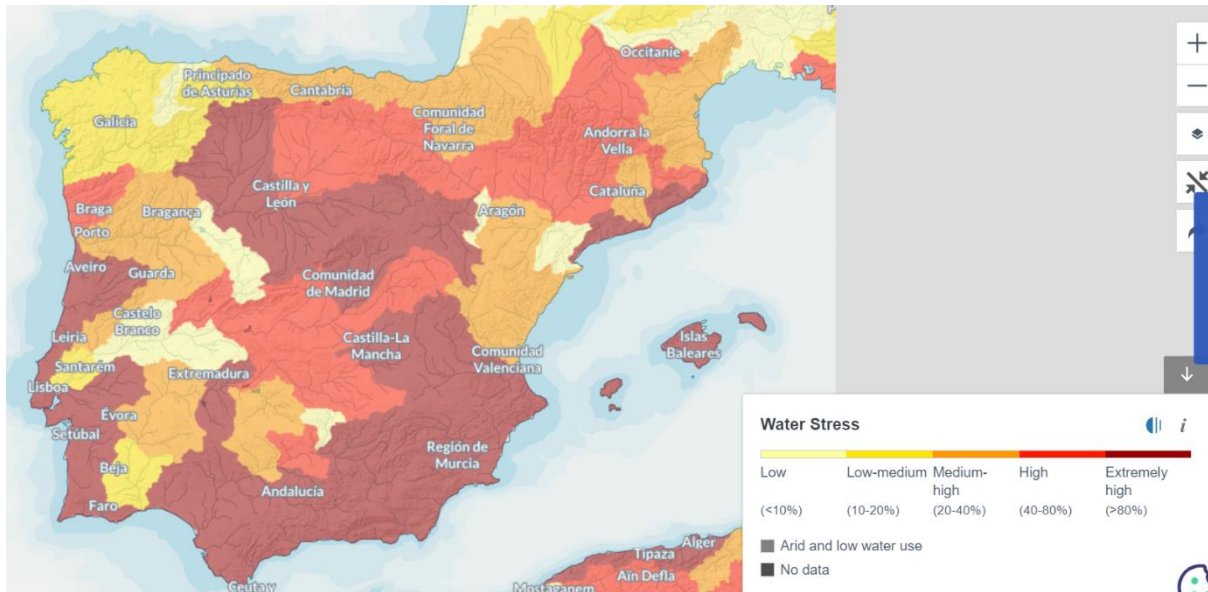 Occitanie
Principado
de Asturias
Cantabria
Galicia
Comunidad
Foral de
Navarra
Andorra la
Vella
Castilla y
León
Cataluña
Braga
Bragança
Aragón
Porto
Aveiro
Guarda
Comunidad
de Madrid
Castelo
Branco
Leiria
Castilla-La
Mancha
Islas
Baleares
Comunidad
Valenciana
Santarém
Extremadura
Lisboa
Évora
Setúbal
Región de
Murcia
Beja
Andalucía
Faro
Ceuta y
Tipaza
Alger
Aïn Defla
Mostaganem
Water Stress
i
Low
Low-medium
Medium-
high
High
Extremely
high
(<10%)
(10-20%)
(20-40%)
(40-80%)
(>80%)
Arid and low water use
No data